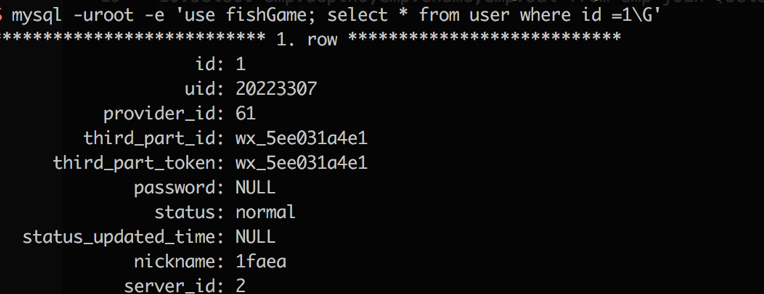 $ mysql -uroot -e 'use fishGame; select * from user where id =1\G'
*************************** 1. row ***************************
id: 1
uid: 20223307
provider_id: 61
third_part_id: wx_5ee031a4e1
third_part_token: wx_5ee031a4e1
password: NULL
status: normal
status_updated_time: NULL
nickname: 1faea
server_id: 2